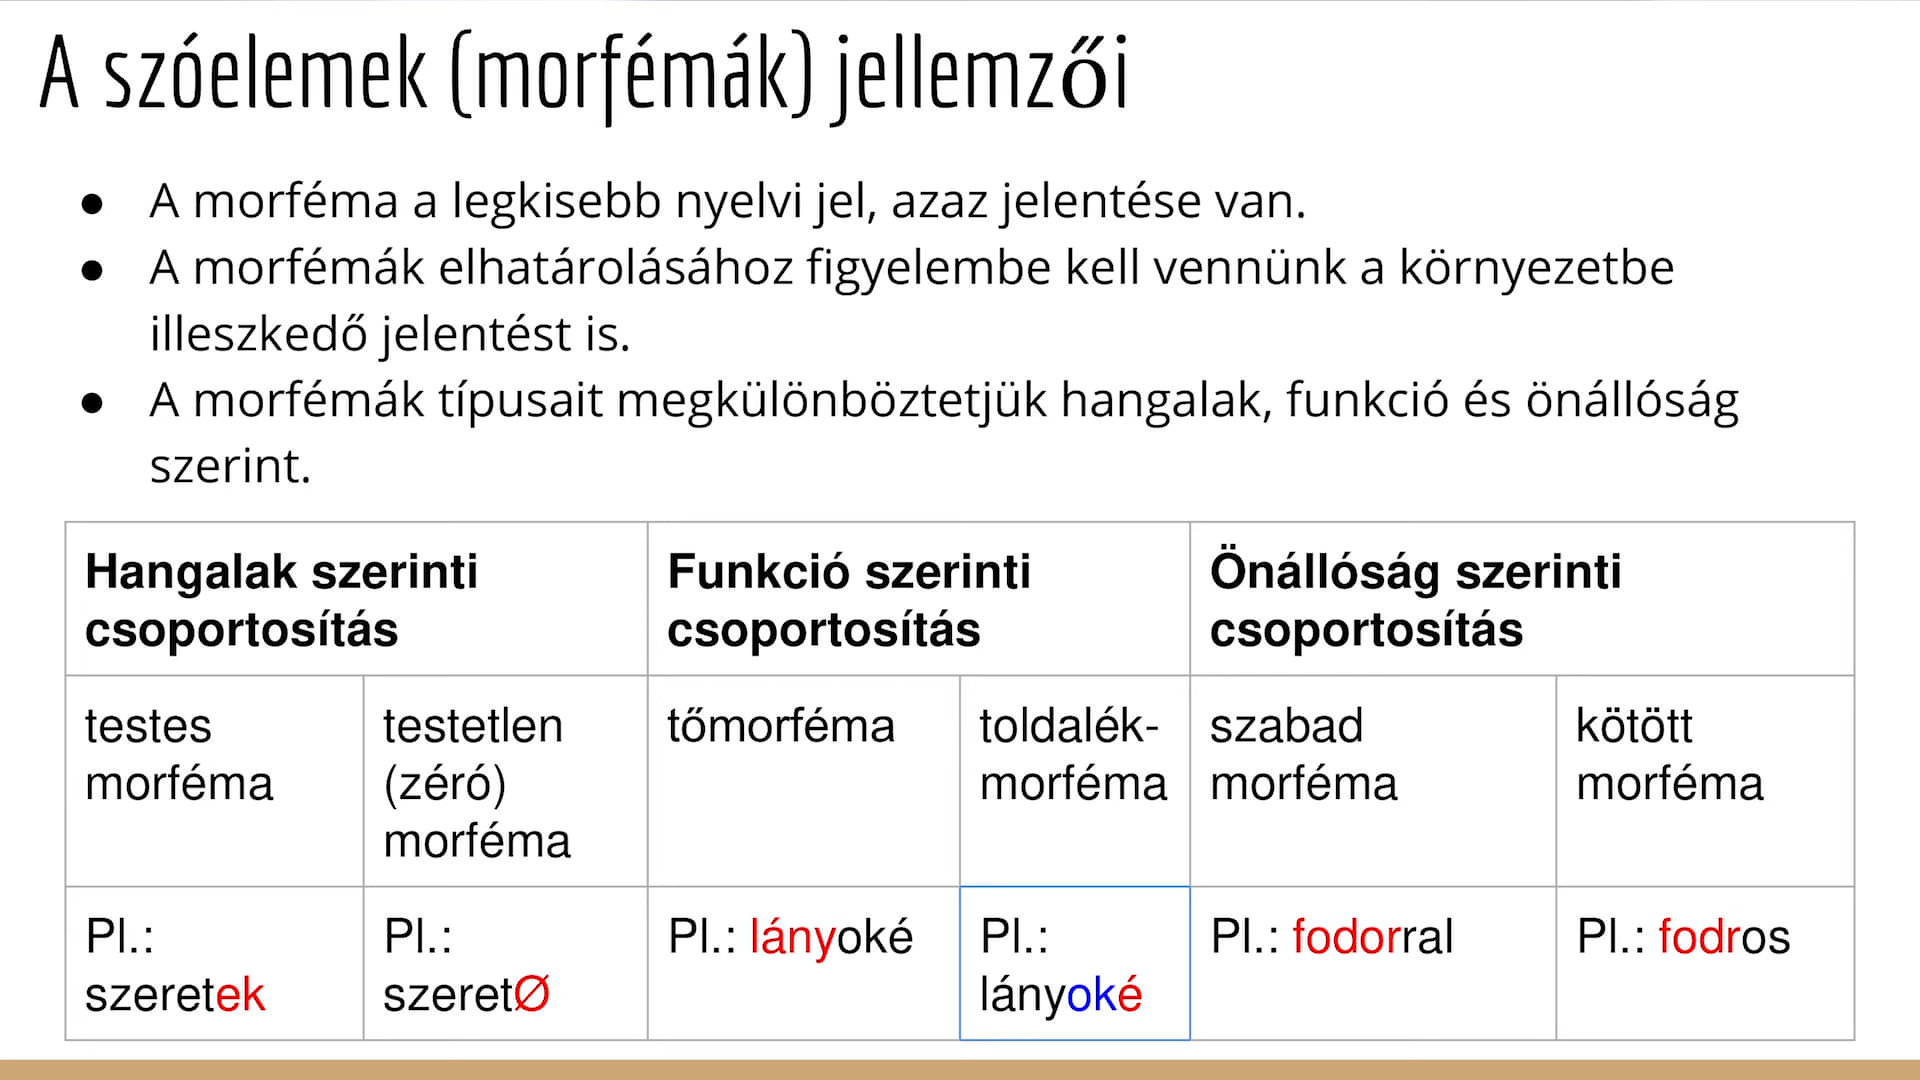 A szóelemek (morfémák) jellemzői
● A morféma a legkisebb nyelvi jel, azaz jelentése van.
● A morfémák elhatárolásához figyelembe kell vennünk a környezetbe
illeszkedő jelentést is.
● A morfémák típusait megkülönböztetjük hangalak, funkció és önállóság
szerint.
Hangalak szerinti
csoportosítás
Funkció szerinti
csoportosítás
Önállóság szerinti
csoportosítás
testes
morféma
testetlen
(zéró)
morféma
tőmorféma
toldalék-
morféma
szabad
morféma
kötött
morféma
Pl.:
szeretek
Pl.:
szeretØ
Pl.: lányoké
Pl.:
lányoké
Pl.: fodorral
Pl.: fodros